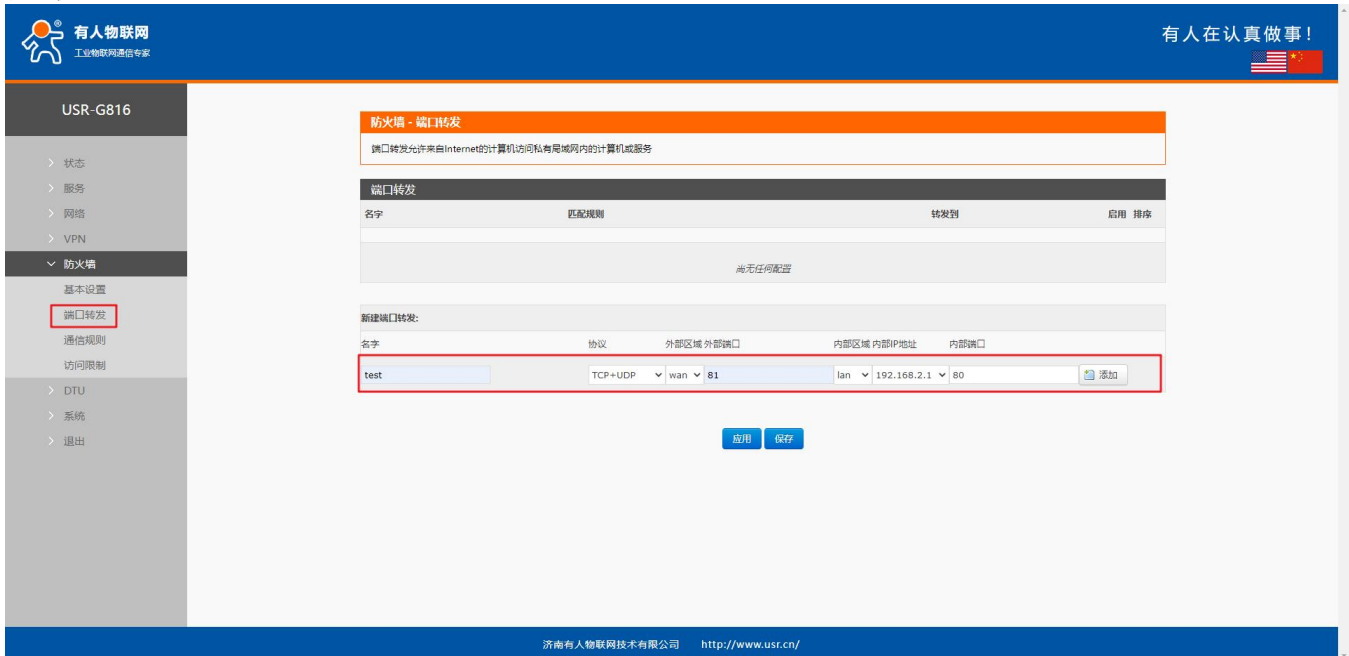 有人物联网
工业物联网通信专家
有人在认真做事!
USR-G816
状态
服务
网络
VPN
防火墙
基本设置
端口转发
通信规则
访问限制
DTU
系统
退出
防火墙 - 端口转发
端口转发允许来自Internet的计算机访问私有局域网内的计算机或服务
端口转发
名字 匹配规则 转发到 启用 排序
尚无任何配置
新建端口转发:
名字 协议 外部区域 外部端口 内部区域 内部IP地址 内部端口
test TCP+UDP wan 81 lan 192.168.2.1 80 添加
应用 保存
济南有人物联网技术有限公司 http://www.usr.cn/